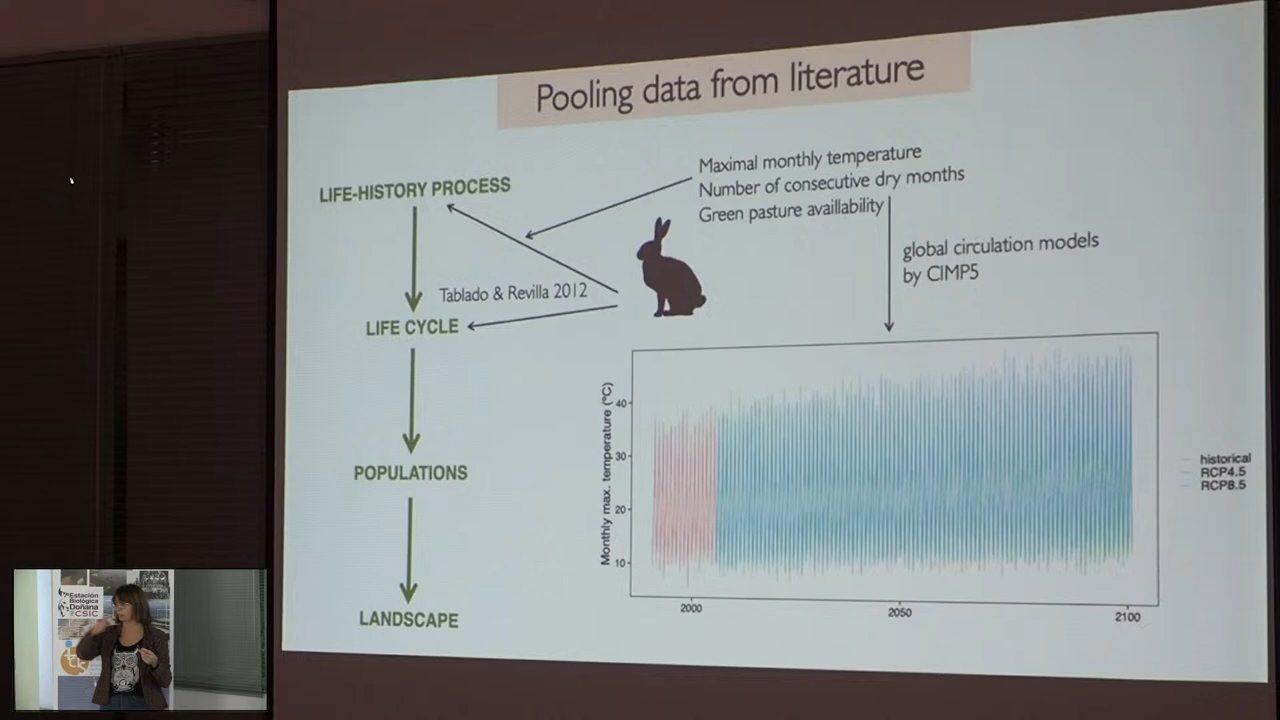 Pooling data from literature
LIFE-HISTORY PROCESS
Maximal monthly temperature
Number of consecutive dry months
Green pasture availlability
global circulation models
by CIMP5
Tablado & Revilla 2012
LIFE CYCLE
POPULATIONS
LANDSCAPE
Monthly max. temperature (°C)
40
30
20
10
2000
2050
2100
historical
RCP4.5
RCP8.5
Estación
Biológica
Doñana
CSIC